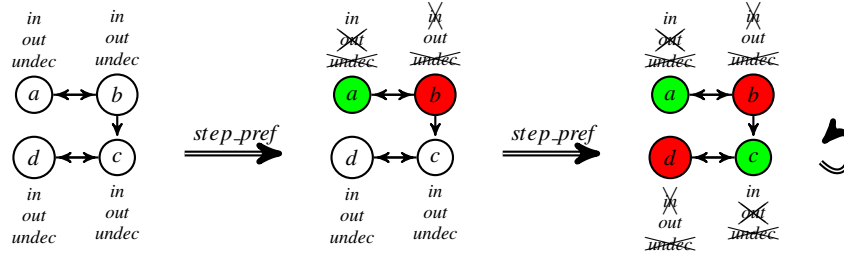 in in in in in in
out out out out out out
undec undec undec undec undec undec
a b a b a b
step_pref step_pref
d c d c d c
in in in in in in
out out out out out out
undec undec undec undec undec undec